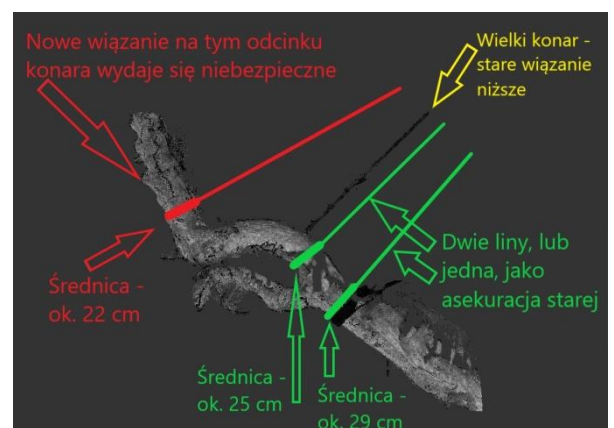 Nowe wiązanie na tym odcinku
konara wydaje się niebezpieczne
Wielki konar -
stare wiązanie
niższe
Średnica -
ok. 22 cm
Dwie liny, lub
jedna, jako
asekuracja starej
Średnica -
ok. 25 cm
Średnica -
ok. 29 cm